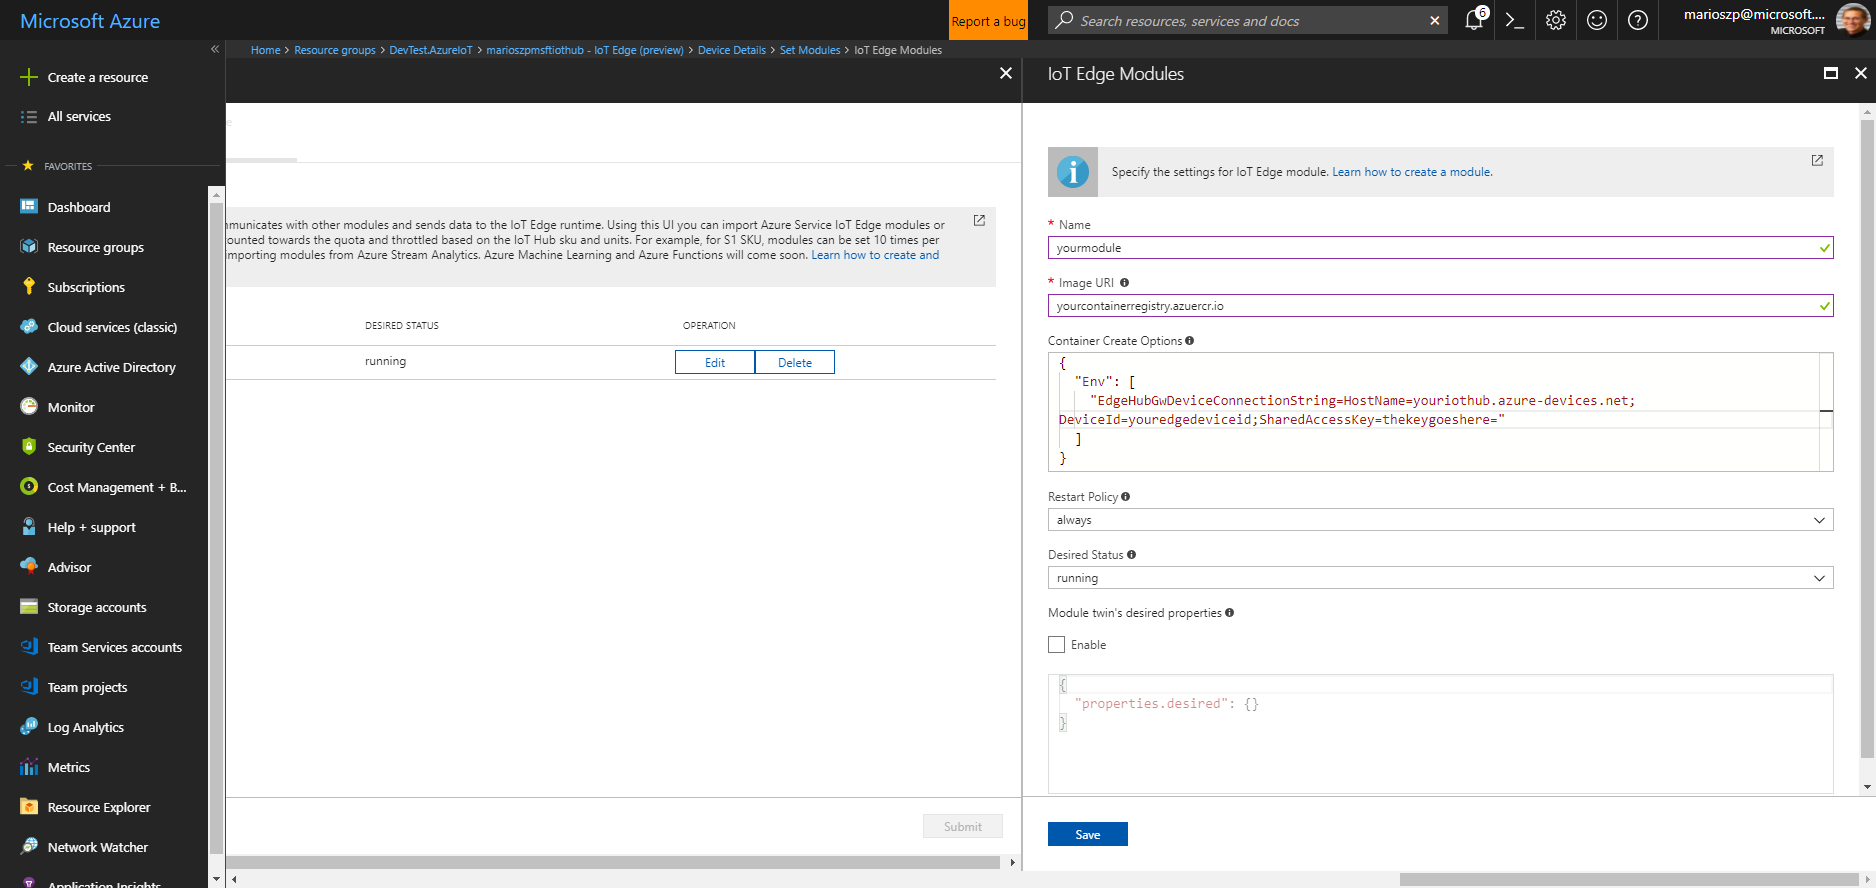 Microsoft Azure
Report a bug
Search resources, services and docs
6
marioszp@microsoft....
MICROSOFT
Home > Resource groups > DevTest.AzureIoT > marioszpmsftiothub - IoT Edge (preview) > Device Details > Set Modules > IoT Edge Modules
Create a resource
All services
FAVORITES
Dashboard
Resource groups
Subscriptions
Cloud services (classic)
Azure Active Directory
Monitor
Security Center
Cost Management + B...
Help + support
Advisor
Storage accounts
Team Services accounts
Team projects
Log Analytics
Metrics
Resource Explorer
Network Watcher
Application Insights
mmunicates with other modules and sends data to the IoT Edge runtime. Using this UI you can import Azure Service IoT Edge modules or
ounted towards the quota and throttled based on the IoT Hub sku and units. For example, for S1 SKU, modules can be set 10 times per
importing modules from Azure Stream Analytics. Azure Machine Learning and Azure Functions will come soon. Learn how to create and
DESIRED STATUS
OPERATION
running
Edit
Delete
Submit
IoT Edge Modules
Specify the settings for IoT Edge module. Learn how to create a module.
* Name
yourmodule
* Image URI
yourcontainerregistry.azuercr.io
Container Create Options
{
"Env": [
"EdgeHubGwDeviceConnectionString=HostName=youriothub.azure-devices.net;
DeviceId=youredgedeviceid;SharedAccessKey=thekeygoeshere="
]
}
Restart Policy
always
Desired Status
running
Module twin's desired properties
Enable
{
"properties.desired": {}
}
Save